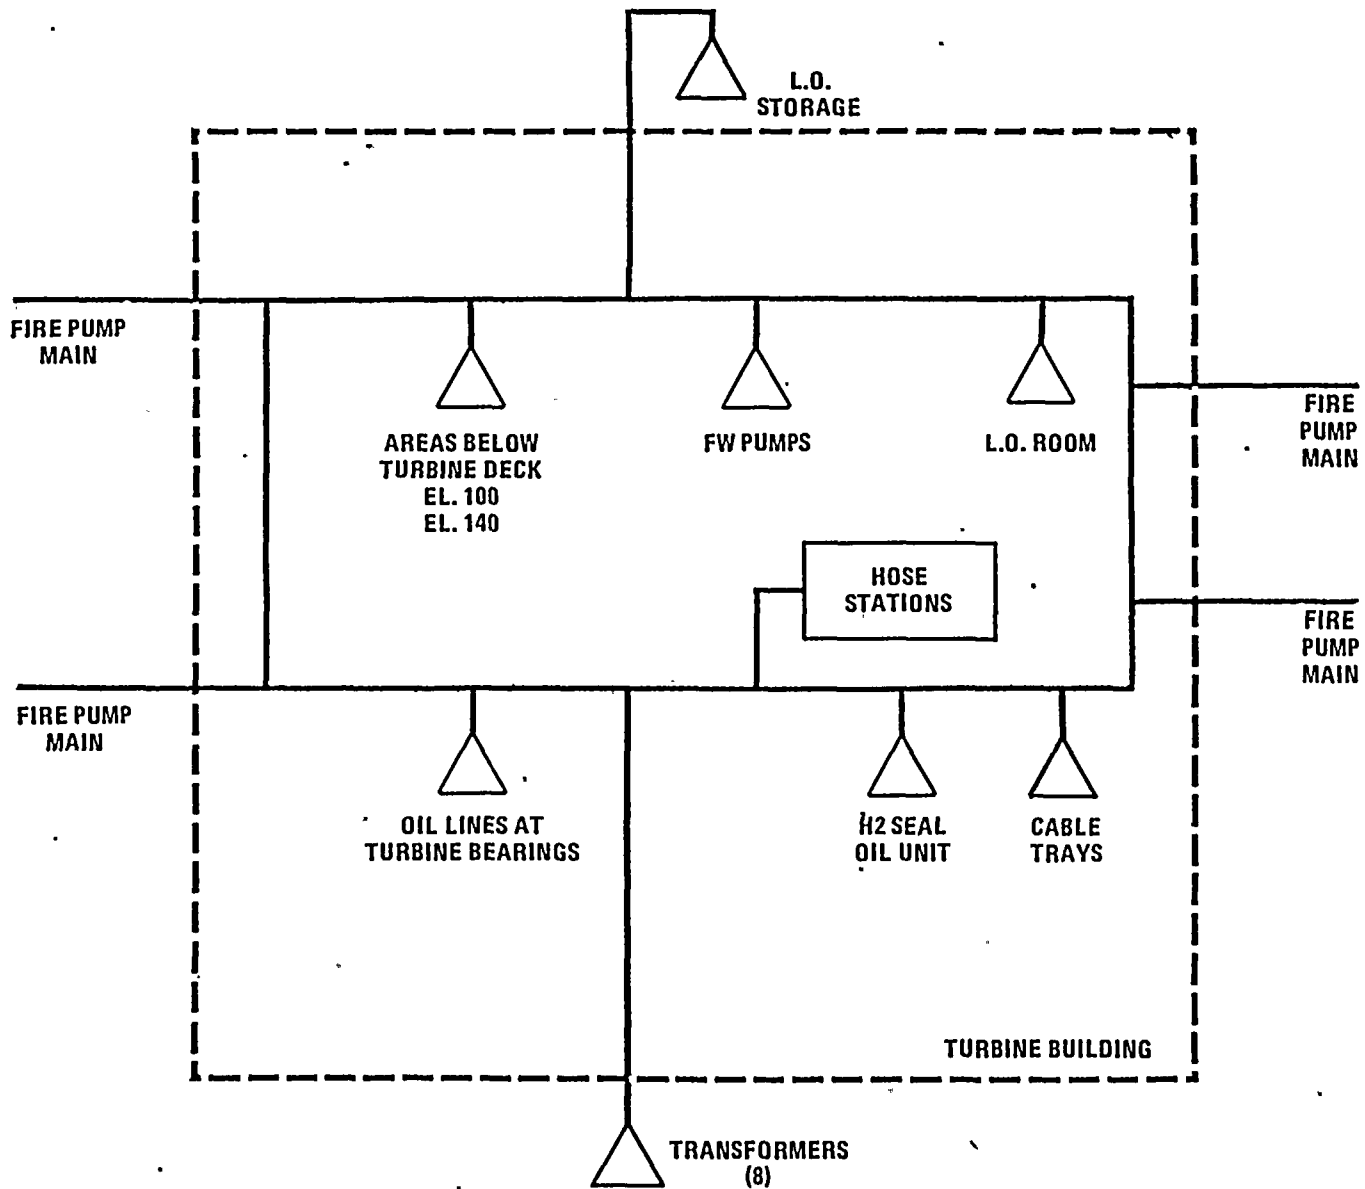 L.O.
STORAGE
FIRE PUMP
MAIN
AREAS BELOW
TURBINE DECK
EL. 100
EL. 140
FW PUMPS
L.O. ROOM
FIRE
PUMP
MAIN
HOSE
STATIONS
FIRE
PUMP
MAIN
FIRE PUMP
MAIN
OIL LINES AT
TURBINE BEARINGS
H2 SEAL
OIL UNIT
CABLE
TRAYS
TURBINE BUILDING
TRANSFORMERS
(8)